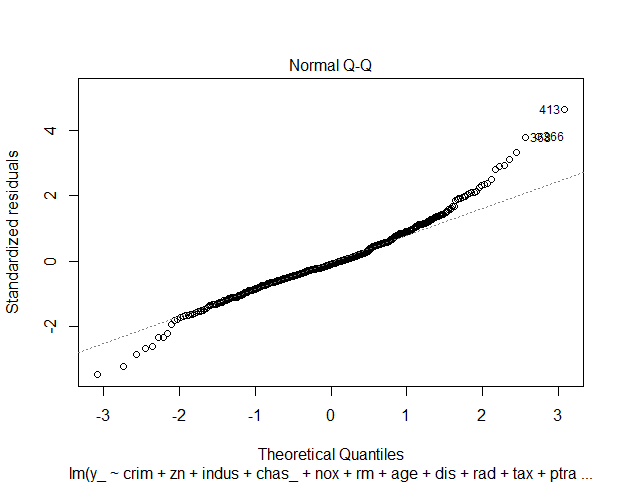 Normal Q-Q
Standardized residuals
4
2
0
-2
413
366
-3 -2 -1 0 1 2 3
Theoretical Quantiles
lm(y_ ~ crim + zn + indus + chas_ + nox + rm + age + dis + rad + tax + ptra ...